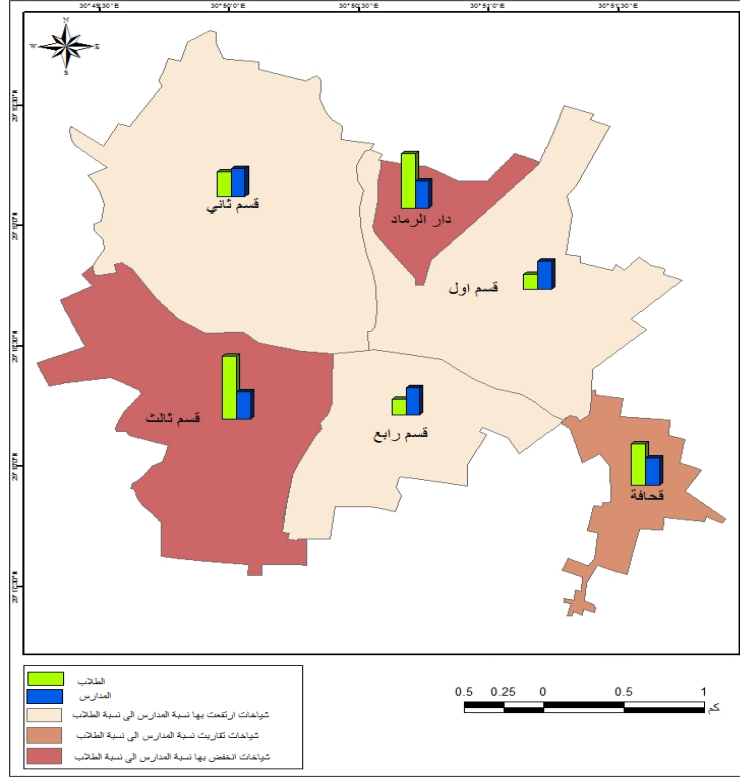 30°49'30"E 30°50'0"E 30°50'30"E 30°51'0"E 30°51'30"E
N
W E
S
قسم ثاني
دار الرماد
قسم اول
قسم ثالث
قسم رابع
قحافة
الطلاب
المدارس
شياخات ارتفعت بها نسبة المدارس الى نسبة الطلاب
شياخات تقاربت نسبة المدارس الى نسبة الطلاب
شياخات انخفض بها نسبة المدارس الى نسبة الطلاب
0.5 0.25 0 0.5 1
كم